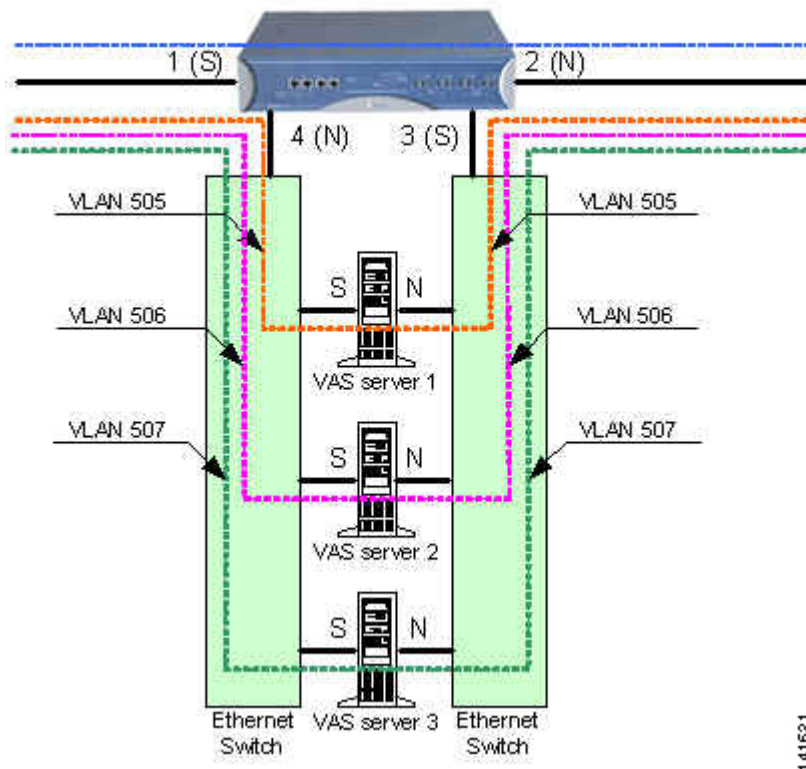 1 (S)
2 (N)
4 (N)
3 (S)
VLAN 505
VLAN 505
S
N
VLAN 506
VLAN 506
VAS server 1
VLAN 507
VLAN 507
S
N
VAS server 2
S
N
Ethernet
Switch
VAS server 3
Ethernet
Switch
141521